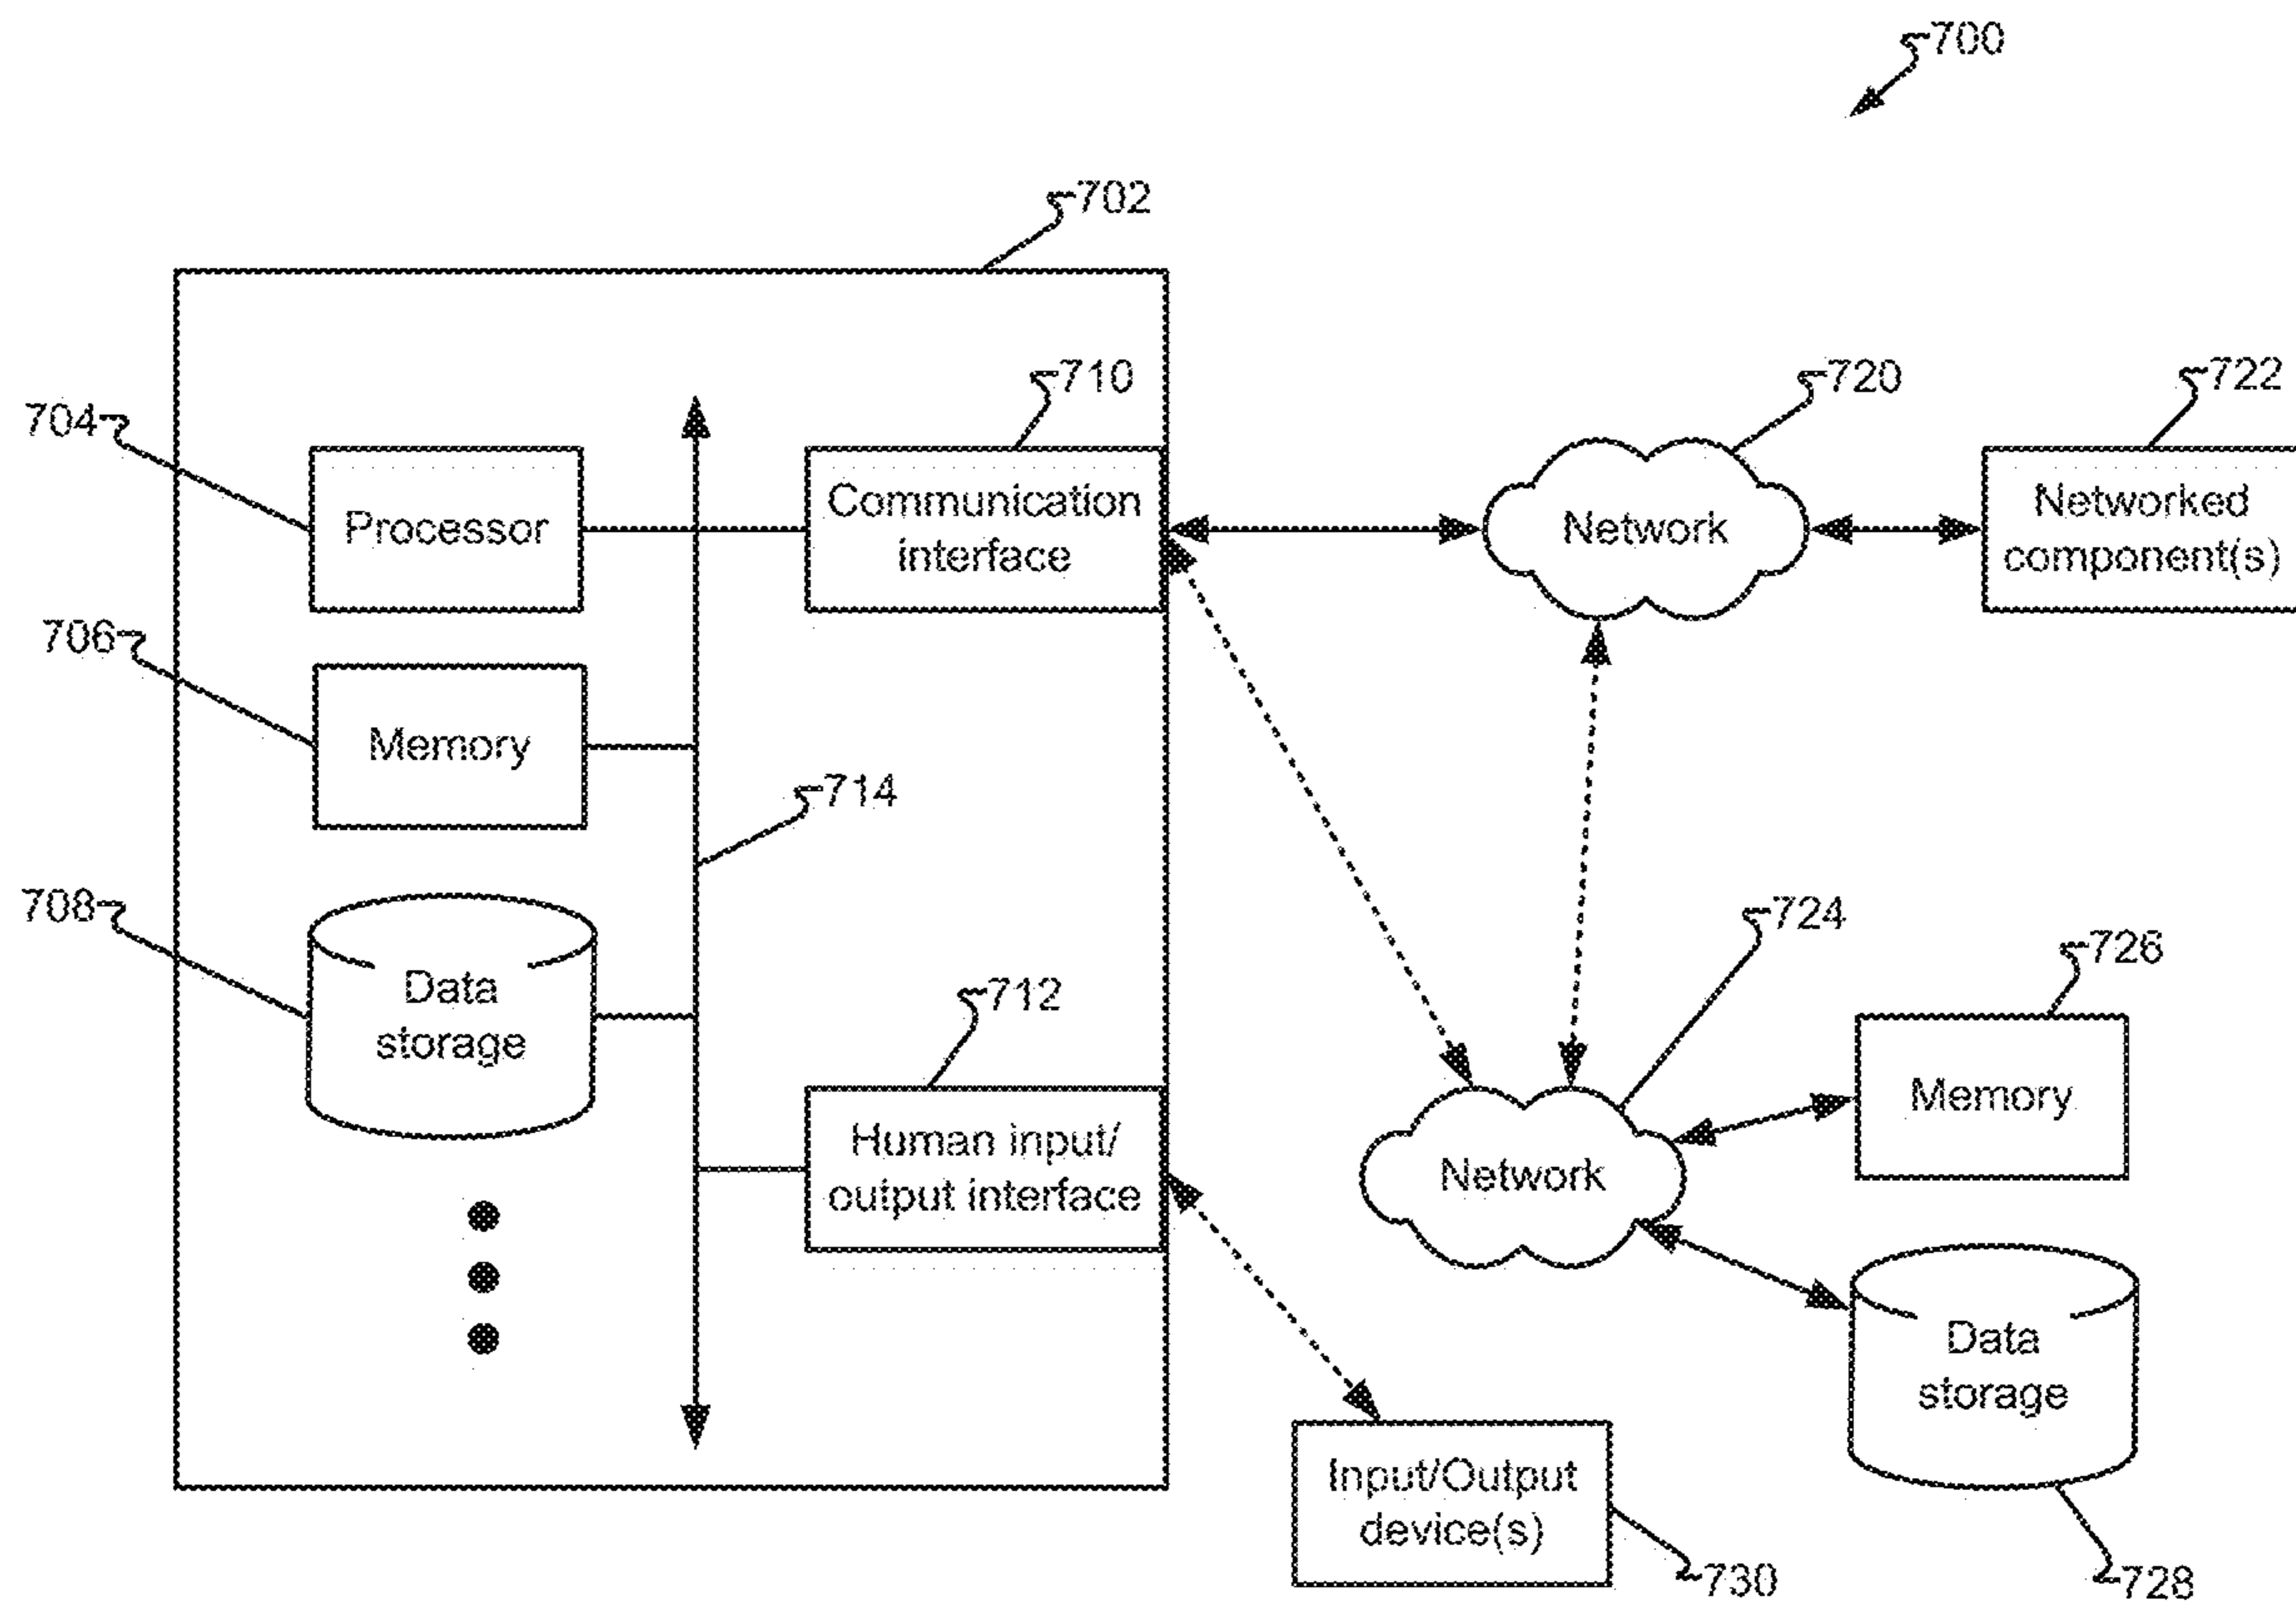 700
702
710
720
722
704
Processor
Communication
interface
Network
Networked
component(s)
706
Memory
714
708
Data
storage
724
726
712
Memory
Human input/
output interface
Network
Data
storage
Input/Output
device(s)
730
728